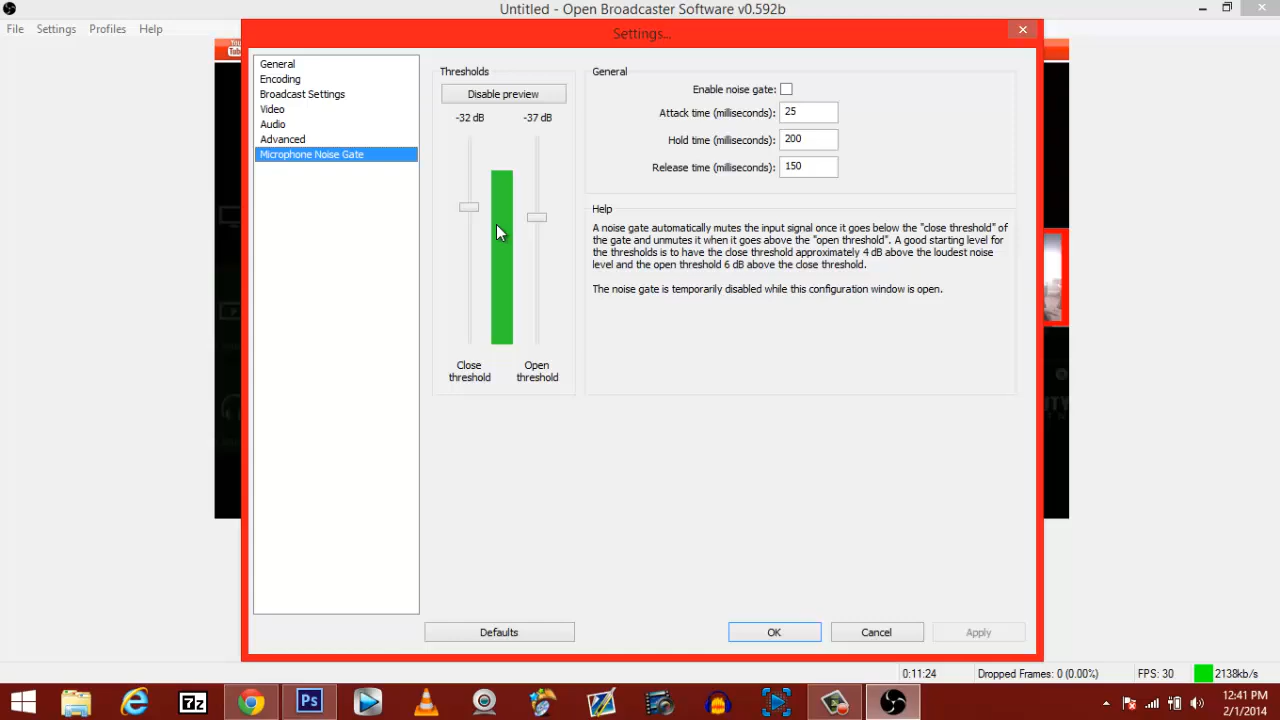 Untitled - Open Broadcaster Software v0.592b
File Settings Profiles Help
Settings...
General
Encoding
Broadcast Settings
Video
Audio
Advanced
Microphone Noise Gate
Thresholds
Disable preview
-32 dB -37 dB
Close threshold
Open threshold
General
Enable noise gate:
Attack time (milliseconds): 25
Hold time (milliseconds): 200
Release time (milliseconds): 150
Help
A noise gate automatically mutes the input signal once it goes below the "close threshold" of
the gate and unmutes it when it goes above the "open threshold". A good starting level for
the thresholds is to have the close threshold approximately 4 dB above the loudest noise
level and the open threshold 6 dB above the close threshold.
The noise gate is temporarily disabled while this configuration window is open.
Defaults OK Cancel Apply
0:11:24 Dropped Frames: 0 (0.00%) FPS: 30 2138kb/s
7z Ps
12:41 PM
2/1/2014